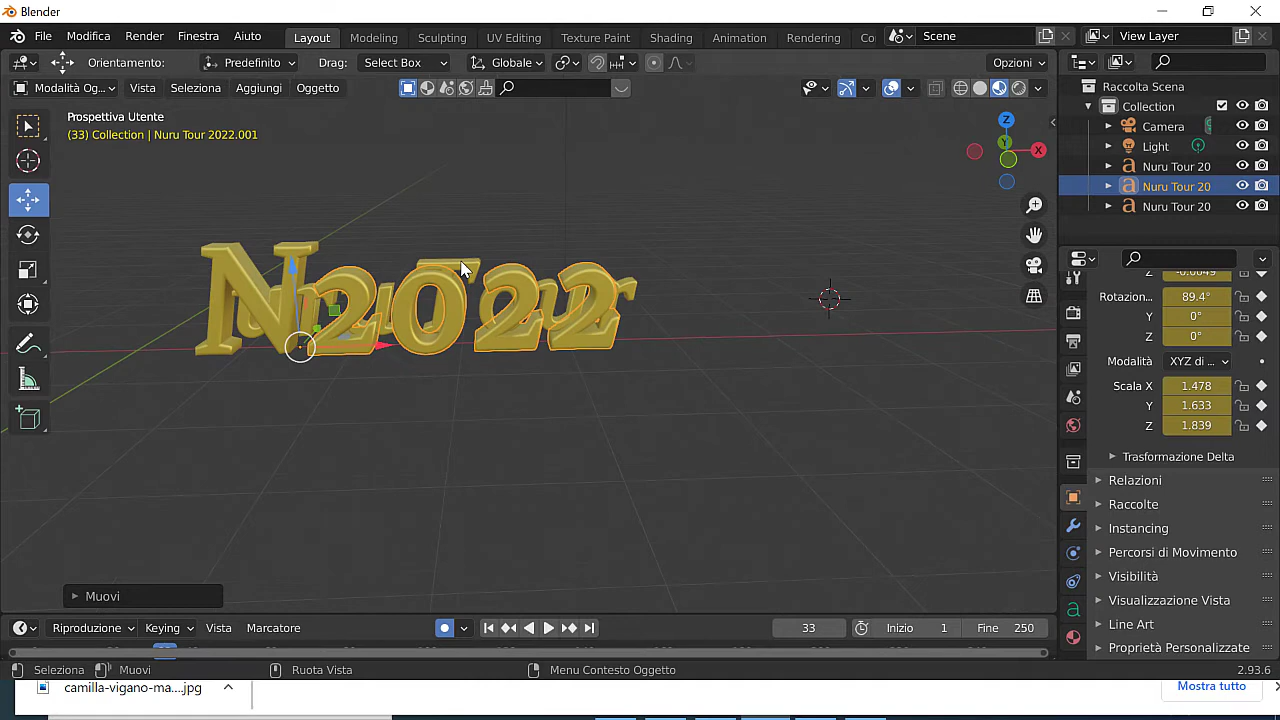 Blender
File Modifica Render Finestra Aiuto Layout Modeling Sculpting UV Editing Texture Paint Shading Animation Rendering Co Scene View Layer
Orientamento: Predefinito Drag: Select Box Globale Opzioni
Modalità Og... Vista Seleziona Aggiungi Oggetto
Prospettiva Utente
(33) Collection | Nuru Tour 2022.001
Z
Y
X
N2022
Raccolta Scena
Collection
Camera
Light
Nuru Tour 20
Nuru Tour 20
Nuru Tour 20
Z -0.0049
Rotazion... 89.4°
Y 0°
Z 0°
Modalità XYZ di ...
Scala X 1.478
Y 1.633
Z 1.839
Trasformazione Delta
Relazioni
Raccolte
Instancing
Percorsi di Movimento
Visibilità
Visualizzazione Vista
Line Art
Proprietà Personalizzate
Muovi
Riproduzione Keying Vista Marcatore 33 Inizio 1 Fine 250
Seleziona Muovi Ruota Vista Menu Contesto Oggetto 2.93.6
camilla-vigano-ma....jpg Mostra tutto